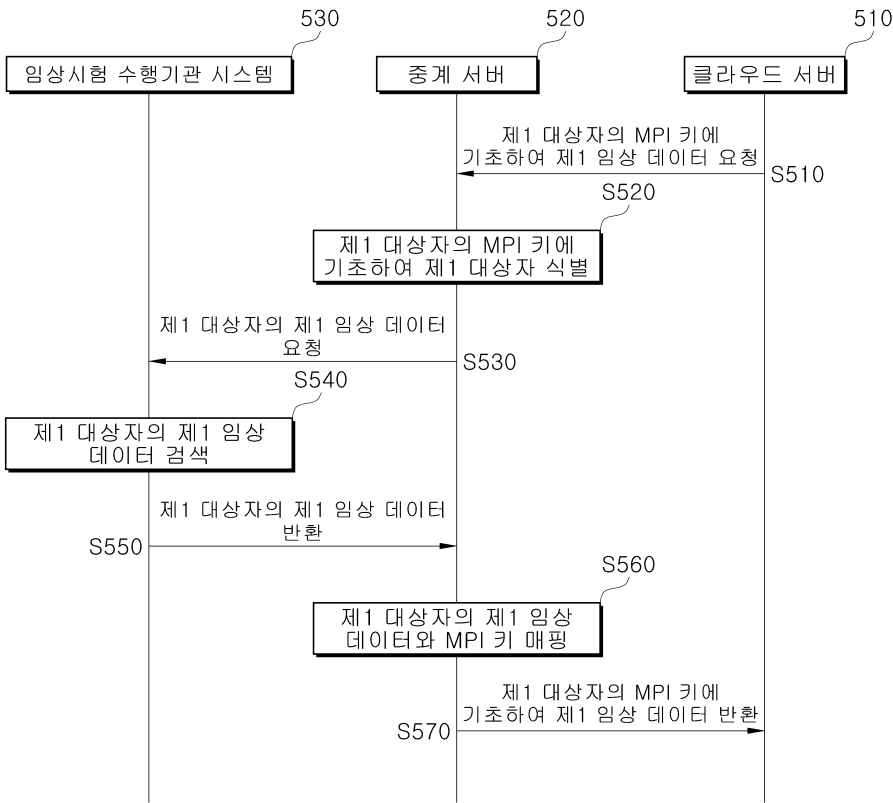 530
520
510
임상시험 수행기관 시스템
중계 서버
클라우드 서버
제1 대상자의 MPI 키에
기초하여 제1 임상 데이터 요청
S510
S520
제1 대상자의 MPI 키에
기초하여 제1 대상자 식별
제1 대상자의 제1 임상 데이터
요청
S530
S540
제1 대상자의 제1 임상
데이터 검색
제1 대상자의 제1 임상 데이터
반환
S550
S560
제1 대상자의 제1 임상
데이터와 MPI 키 매핑
제1 대상자의 MPI 키에
기초하여 제1 임상 데이터 반환
S570